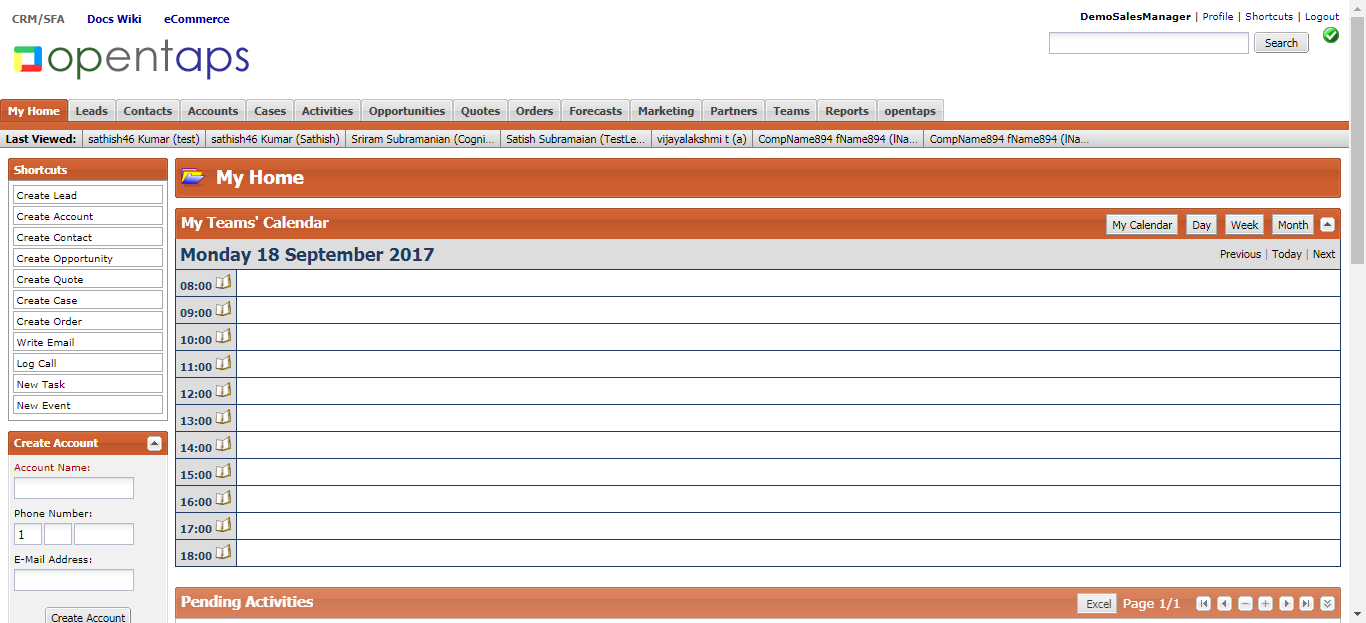 CRM/SFA Docs Wiki eCommerce
DemoSalesManager | Profile | Shortcuts | Logout
opentaps
Search
My Home Leads Contacts Accounts Cases Activities Opportunities Quotes Orders Forecasts Marketing Partners Teams Reports opentaps
Last Viewed: sathish46 Kumar (test) sathish46 Kumar (Sathish) Sriram Subramanian (Cogni... Satish Subramaian (TestLe... vijayalakshmi t (a) CompName894 fName894 (lNa... CompName894 fName894 (lNa...
Shortcuts
Create Lead
Create Account
Create Contact
Create Opportunity
Create Quote
Create Case
Create Order
Write Email
Log Call
New Task
New Event
Create Account
Account Name:
Phone Number:
1
E-Mail Address:
Create Account
My Home
My Teams' Calendar My Calendar Day Week Month
Monday 18 September 2017 Previous | Today | Next
08:00
09:00
10:00
11:00
12:00
13:00
14:00
15:00
16:00
17:00
18:00
Pending Activities Excel Page 1/1